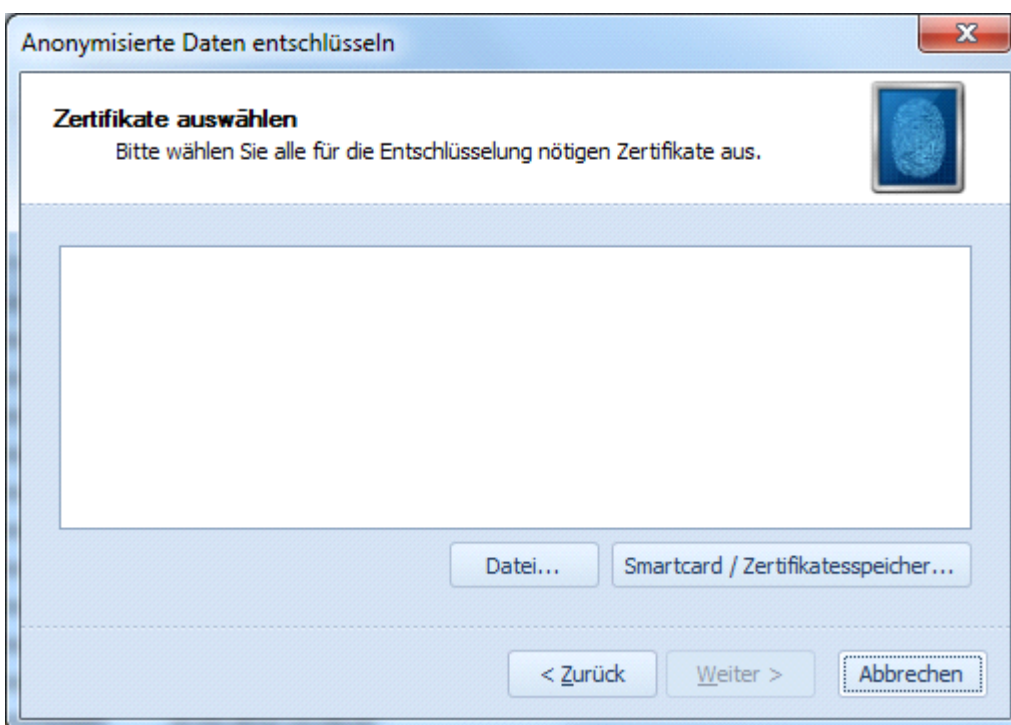 Anonymisierte Daten entschlüsseln
Zertifikate auswählen
Bitte wählen Sie alle für die Entschlüsselung nötigen Zertifikate aus.
Datei...
Smartcard / Zertifikatesspeicher...
< Zurück
Weiter >
Abbrechen